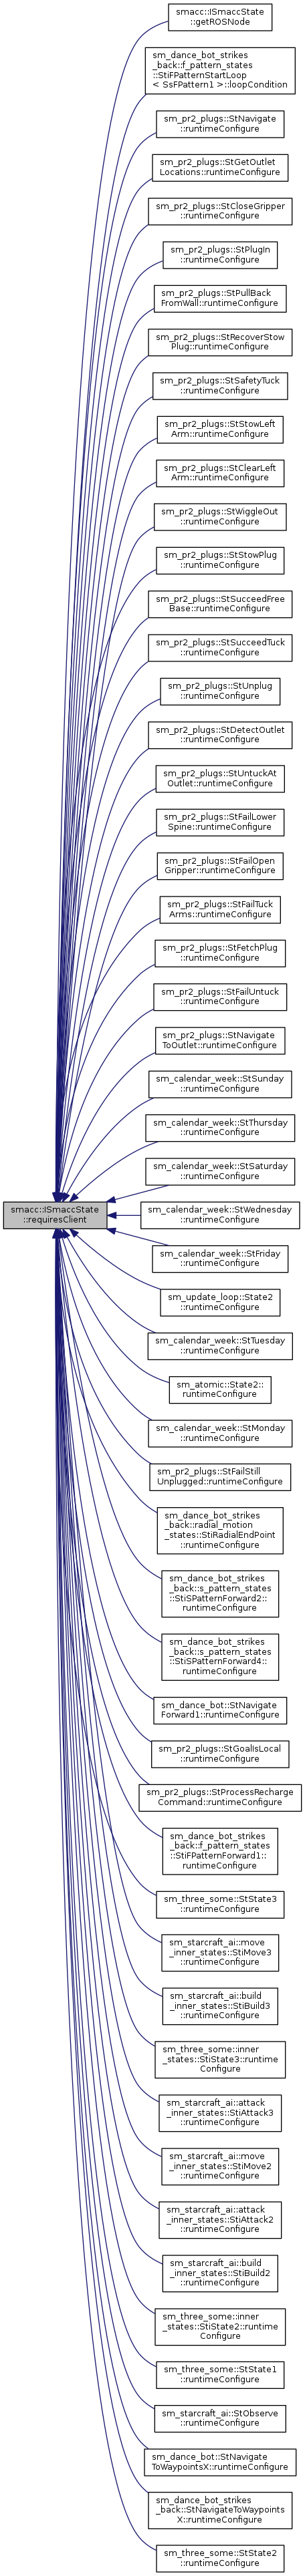 smacc::ISmaccState
::getROSNode
sm_dance_bot_strikes
_back::f_pattern_states
::StiFPatternStartLoop
< SsFPattern1 >::loopCondition
sm_pr2_plugs::StNavigate
::runtimeConfigure
sm_pr2_plugs::StGetOutlet
Locations::runtimeConfigure
sm_pr2_plugs::StCloseGripper
::runtimeConfigure
sm_pr2_plugs::StPlugIn
::runtimeConfigure
sm_pr2_plugs::StPullBack
FromWall::runtimeConfigure
sm_pr2_plugs::StRecoverStow
Plug::runtimeConfigure
sm_pr2_plugs::StSafetyTuck
::runtimeConfigure
sm_pr2_plugs::StStowLeft
Arm::runtimeConfigure
sm_pr2_plugs::StClearLeft
Arm::runtimeConfigure
sm_pr2_plugs::StWiggleOut
::runtimeConfigure
sm_pr2_plugs::StStowPlug
::runtimeConfigure
sm_pr2_plugs::StSucceedFree
Base::runtimeConfigure
sm_pr2_plugs::StSucceedTuck
::runtimeConfigure
sm_pr2_plugs::StUnplug
::runtimeConfigure
sm_pr2_plugs::StDetectOutlet
::runtimeConfigure
sm_pr2_plugs::StUntuckAt
Outlet::runtimeConfigure
sm_pr2_plugs::StFailLower
Spine::runtimeConfigure
sm_pr2_plugs::StFailOpen
Gripper::runtimeConfigure
sm_pr2_plugs::StFailTuck
Arms::runtimeConfigure
sm_pr2_plugs::StFetchPlug
::runtimeConfigure
sm_pr2_plugs::StFailUntuck
::runtimeConfigure
sm_pr2_plugs::StNavigate
ToOutlet::runtimeConfigure
sm_calendar_week::StSunday
::runtimeConfigure
sm_calendar_week::StThursday
::runtimeConfigure
sm_calendar_week::StSaturday
::runtimeConfigure
smacc::ISmaccState
::requiresClient
sm_calendar_week::StWednesday
::runtimeConfigure
sm_calendar_week::StFriday
::runtimeConfigure
sm_update_loop::State2
::runtimeConfigure
sm_calendar_week::StTuesday
::runtimeConfigure
sm_atomic::State2::
runtimeConfigure
sm_calendar_week::StMonday
::runtimeConfigure
sm_pr2_plugs::StFailStill
Unplugged::runtimeConfigure
sm_dance_bot_strikes
_back::radial_motion
_states::StiRadialEndPoint
::runtimeConfigure
sm_dance_bot_strikes
_back::s_pattern_states
::StiSPatternForward2::
runtimeConfigure
sm_dance_bot_strikes
_back::s_pattern_states
::StiSPatternForward4::
runtimeConfigure
sm_dance_bot::StNavigate
Forward1::runtimeConfigure
sm_pr2_plugs::StGoalIsLocal
::runtimeConfigure
sm_pr2_plugs::StProcessRecharge
Command::runtimeConfigure
sm_dance_bot_strikes
_back::f_pattern_states
::StiFPatternForward1::
runtimeConfigure
sm_three_some::StState3
::runtimeConfigure
sm_starcraft_ai::move
_inner_states::StiMove3
::runtimeConfigure
sm_starcraft_ai::build
_inner_states::StiBuild3
::runtimeConfigure
sm_three_some::inner
_states::StiState3::runtime
Configure
sm_starcraft_ai::attack
_inner_states::StiAttack3
::runtimeConfigure
sm_starcraft_ai::move
_inner_states::StiMove2
::runtimeConfigure
sm_starcraft_ai::attack
_inner_states::StiAttack2
::runtimeConfigure
sm_starcraft_ai::build
_inner_states::StiBuild2
::runtimeConfigure
sm_three_some::inner
_states::StiState2::runtime
Configure
sm_three_some::StState1
::runtimeConfigure
sm_starcraft_ai::StObserve
::runtimeConfigure
sm_dance_bot::StNavigate
ToWaypointsX::runtimeConfigure
sm_dance_bot_strikes
_back::StNavigateToWaypoints
X::runtimeConfigure
sm_three_some::StState2
::runtimeConfigure